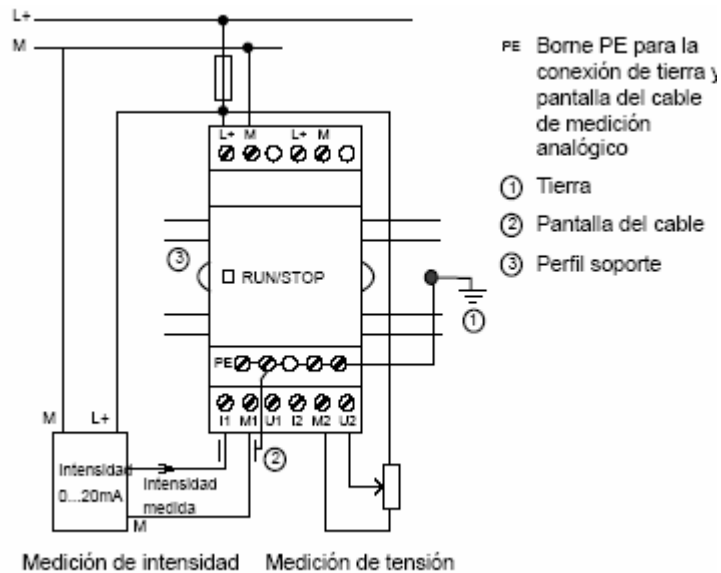 L+
M
L+ M L+ M
③ RUN/STOP
①
PE
I1 M1 U1 I2 M2 U2
②
M L+
Intensidad
0...20mA
Intensidad
medida
M
Medición de intensidad
Medición de tensión
PE Borne PE para la
conexión de tierra y
pantalla del cable
de medición
analógico
① Tierra
② Pantalla del cable
③ Perfil soporte